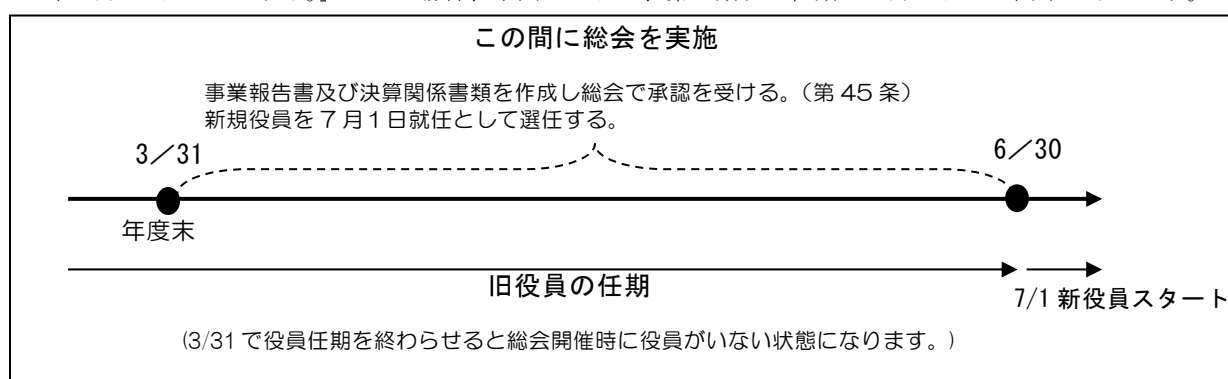 この間に総会を実施
事業報告書及び決算関係書類を作成し総会で承認を受ける。（第 45 条）
新規役員を 7 月 1 日就任として選任する。
3／31
6／30
年度末
旧役員の任期
7/1 新役員スタート
(3/31 で役員任期を終わらせると総会開催時に役員がいない状態になります。)